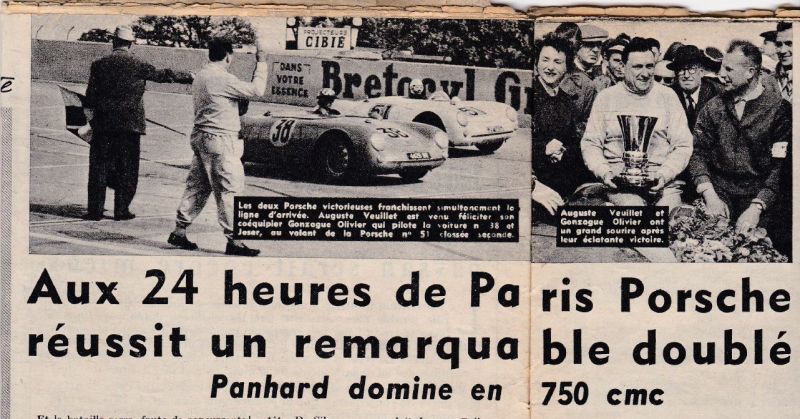 PROJECTEURS
CIBIÉ
DANS
VOTRE
ESSENCE
Bretoxyl
38
38
Les deux Porsche victorieuses franchissent simultanément la
ligne d'arrivée. Auguste Veuillet est venu féliciter son
coéquipier Gonzague Olivier qui pilote la voiture n° 38 et
Jeser, au volant de la Porsche n° 51 classée seconde.
Auguste Veuillet et
Gonzague Olivier ont
un grand sourire après
leur éclatante victoire.
Aux 24 heures de Paris Porsche
réussit un remarquable doublé
Panhard domine en 750 cmc